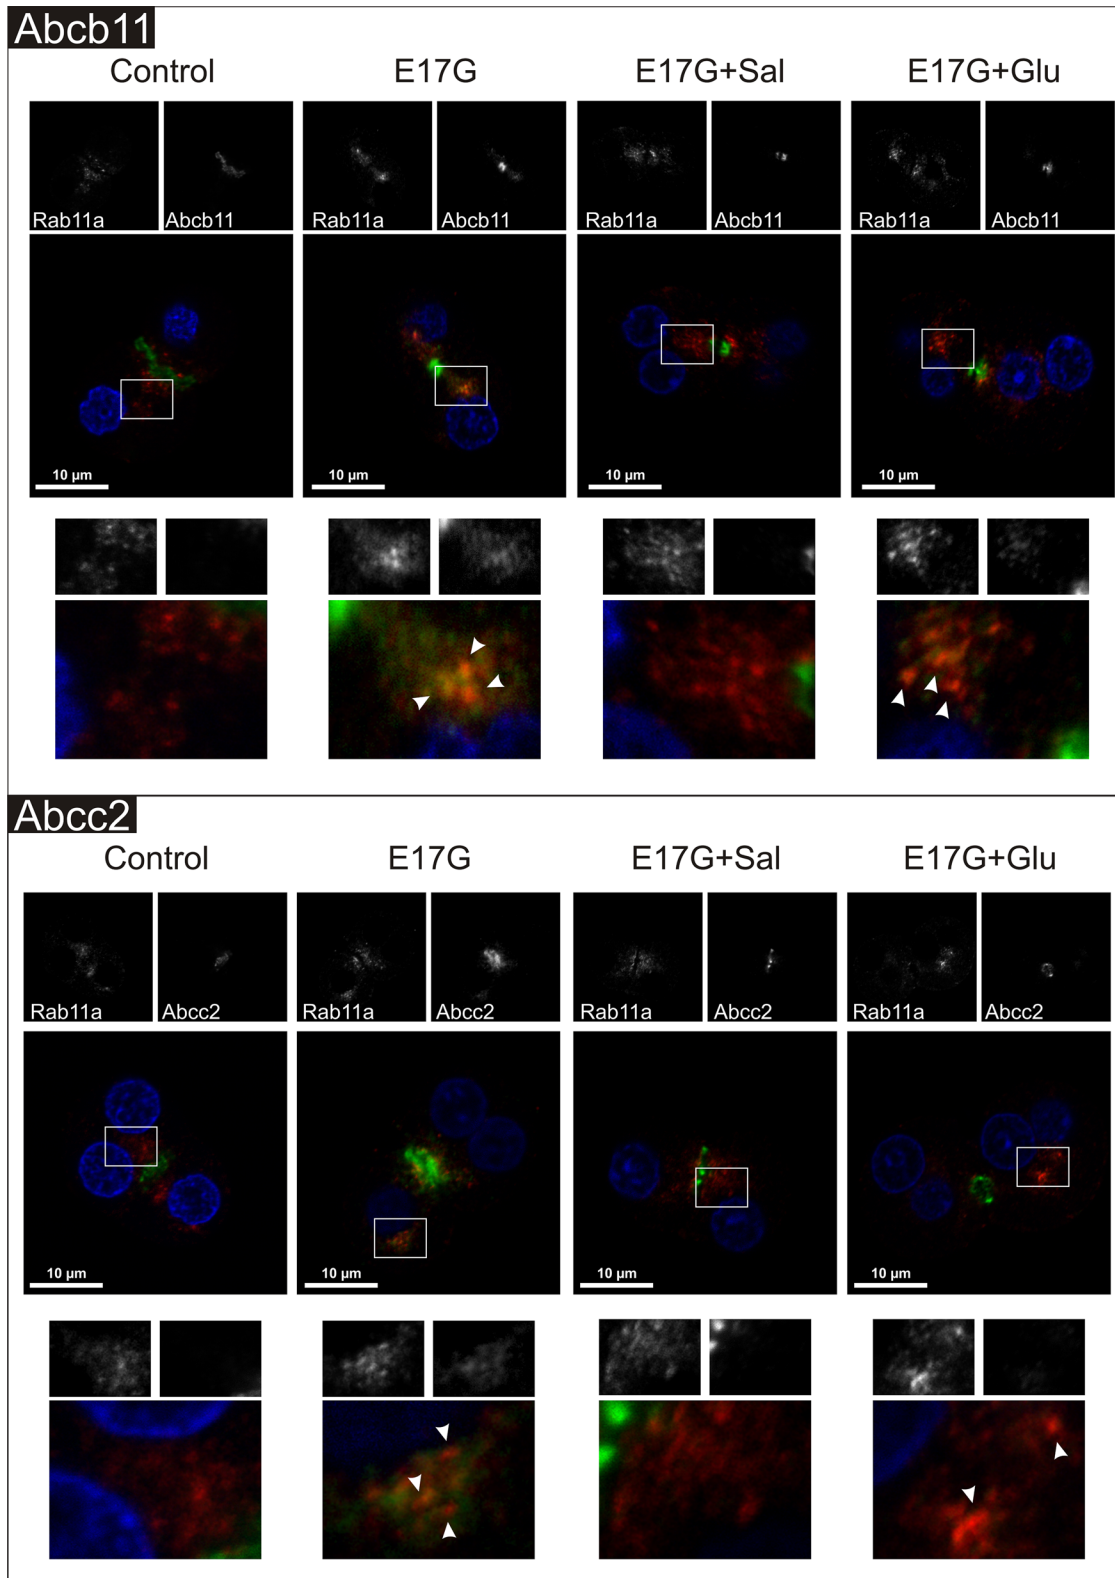 Abcb11
Control E17G E17G+Sal E17G+Glu
Rab11a Abcb11 Rab11a Abcb11 Rab11a Abcb11 Rab11a Abcb11
10 µm 10 µm 10 µm 10 µm
Abcc2
Control E17G E17G+Sal E17G+Glu
Rab11a Abcc2 Rab11a Abcc2 Rab11a Abcc2 Rab11a Abcc2
10 µm 10 µm 10 µm 10 µm